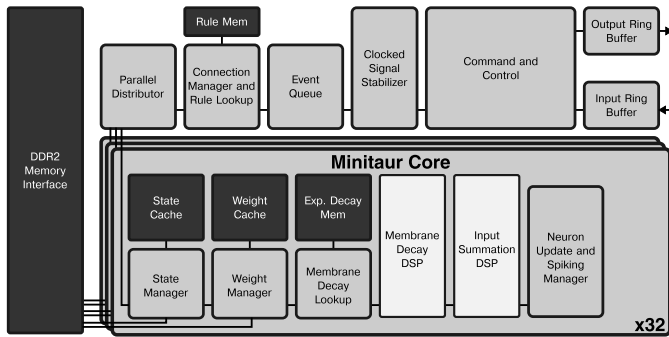 Rule Mem
Output Ring
Buffer
Parallel
Distributor
Connection
Manager and
Rule Lookup
Event
Queue
Clocked
Signal
Stabilizer
Command and
Control
Input Ring
Buffer
DDR2
Memory
Interface
Minitaur Core
State
Cache
Weight
Cache
Exp. Decay
Mem
Membrane
Decay
DSP
Input
Summation
DSP
Neuron
Update and
Spiking
Manager
State
Manager
Weight
Manager
Membrane
Decay
Lookup
x32